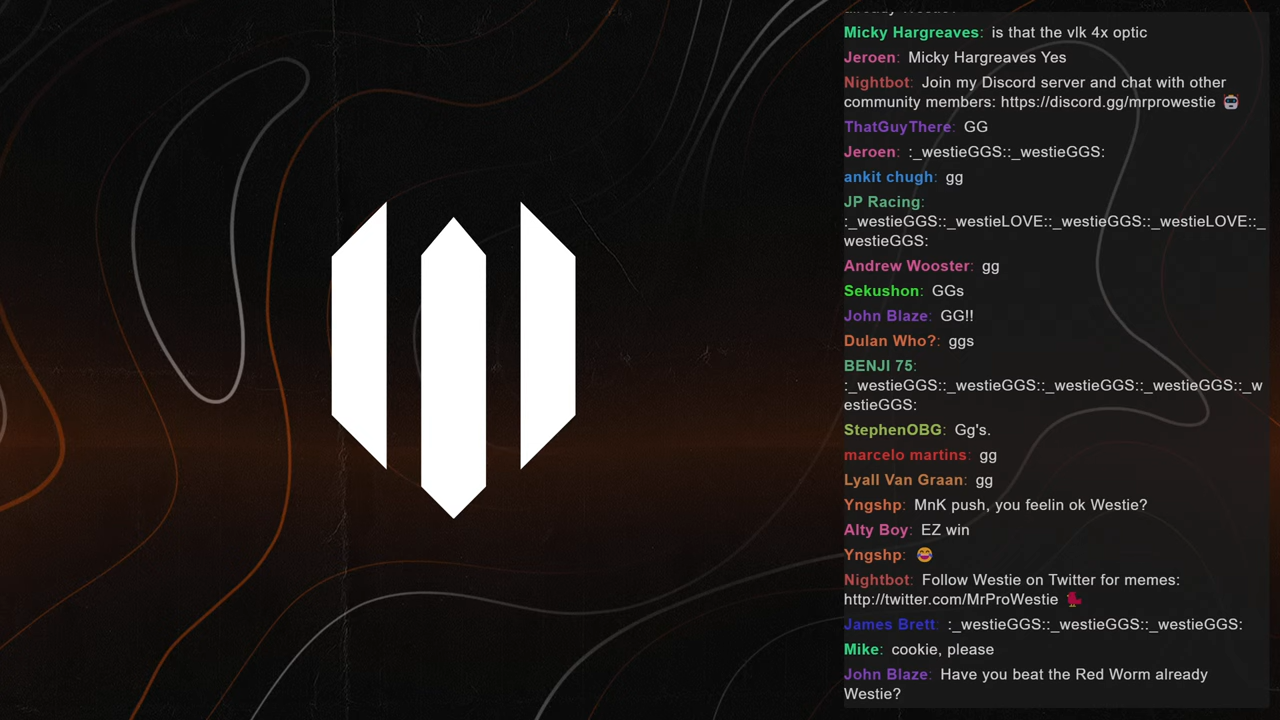 already Westie?
Micky Hargreaves: is that the vlk 4x optic
Jeroen: Micky Hargreaves Yes
Nightbot: Join my Discord server and chat with other
community members: https://discord.gg/mrprowestie
ThatGuyThere: GG
Jeroen: :_westieGGS::_westieGGS:
ankit chugh: gg
JP Racing:
:_westieGGS::_westieLOVE::_westieGGS::_westieLOVE::_
westieGGS:
Andrew Wooster: gg
Sekushon: GGs
John Blaze: GG!!
Dulan Who?: ggs
BENJI 75:
:_westieGGS::_westieGGS::_westieGGS::_westieGGS::_w
estieGGS:
StephenOBG: Gg's.
marcelo martins: gg
Lyall Van Graan: gg
Yngshp: MnK push, you feelin ok Westie?
Alty Boy: EZ win
Yngshp: 😂
Nightbot: Follow Westie on Twitter for memes:
http://twitter.com/MrProWestie
James Brett: :_westieGGS::_westieGGS::_westieGGS:
Mike: cookie, please
John Blaze: Have you beat the Red Worm already
Westie?